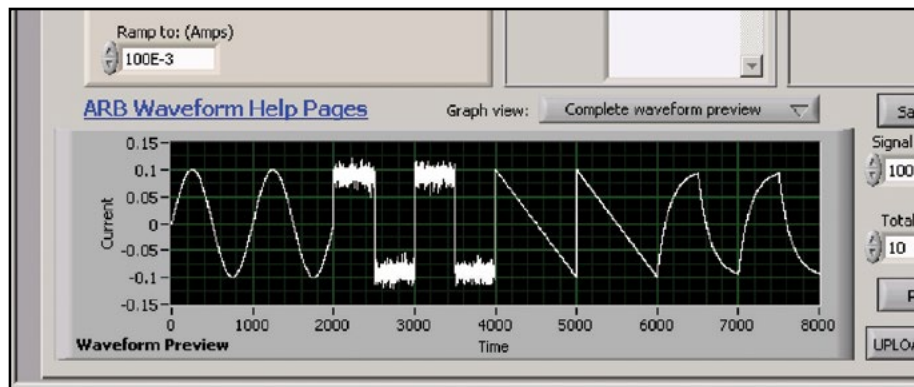 Ramp to: (Amps)
100E-3
ARB Waveform Help Pages
Graph view:
Complete waveform preview
Signal
100
Total
10
0.15
0.1
0.05
0
-0.05
-0.1
-0.15
Current
0 1000 2000 3000 4000 5000 6000 7000 8000
Time
Waveform Preview